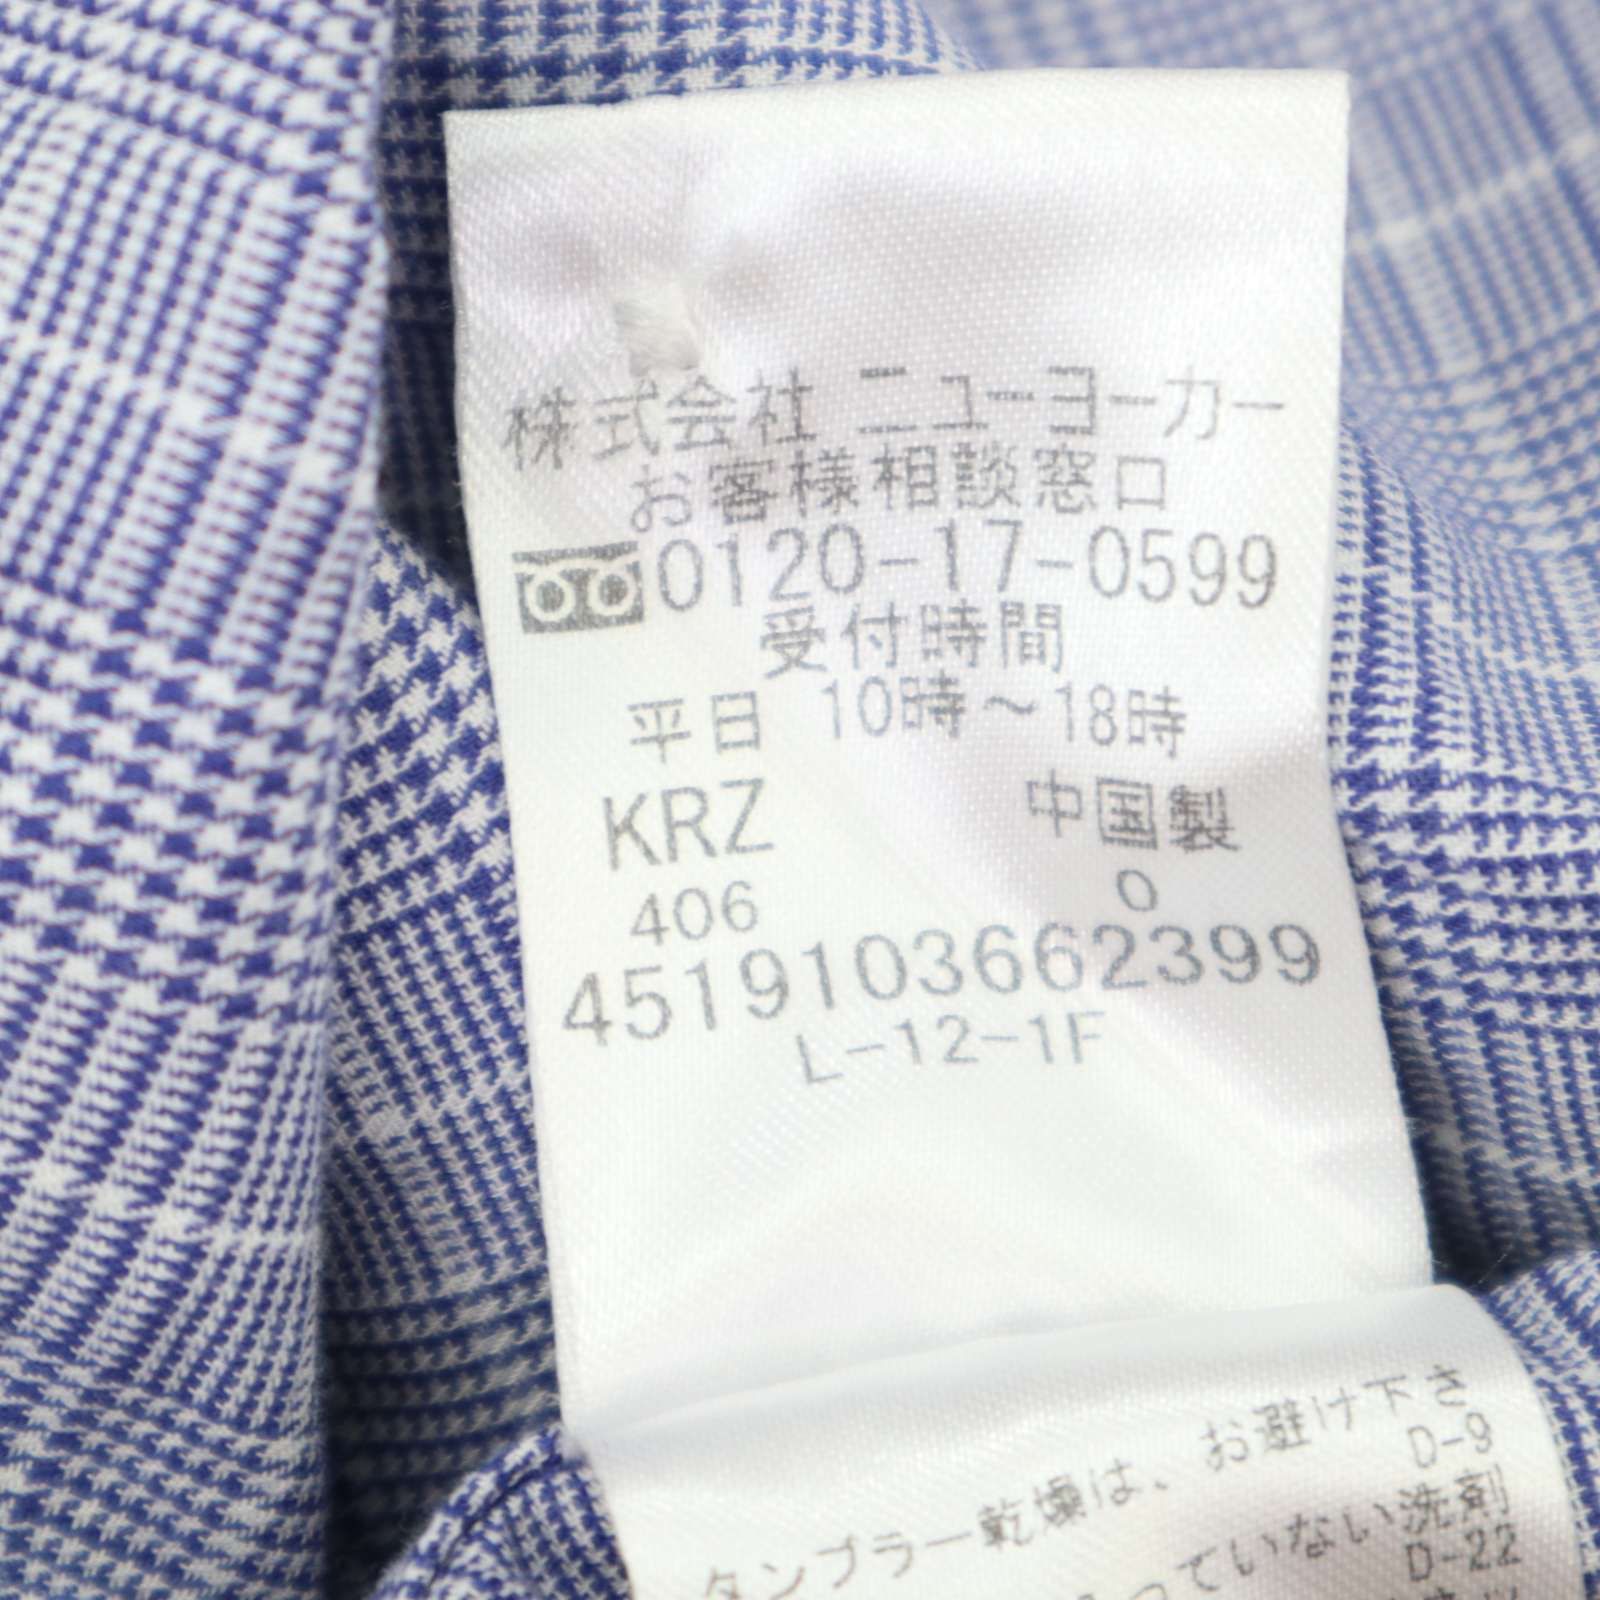 株式会社 ニューヨーカー
お客様相談窓口
0120-17-0599
受付時間
平日 10時～18時
KRZ 中国製
406 0
4519103662399
L-12-1F
タンブラー乾燥は、お避け下さ
D-9
っていない洗剤
D-22